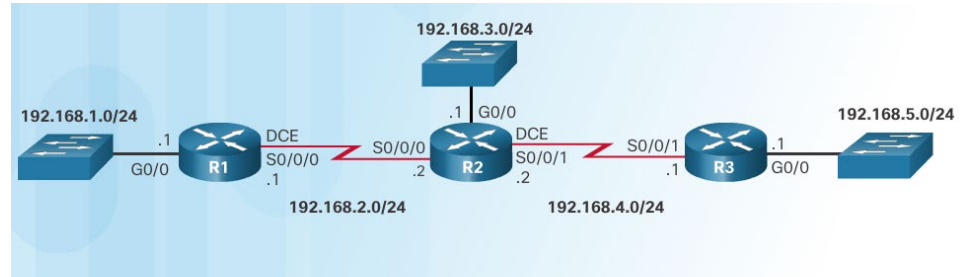 192.168.3.0/24
192.168.1.0/24
192.168.5.0/24
.1 G0/0
.1
DCE
DCE
.1
S0/0/0
S0/0/1
G0/0
R1
S0/0/0
R2
S0/0/1
R3
G0/0
.1
.2
.2
.1
192.168.2.0/24
192.168.4.0/24